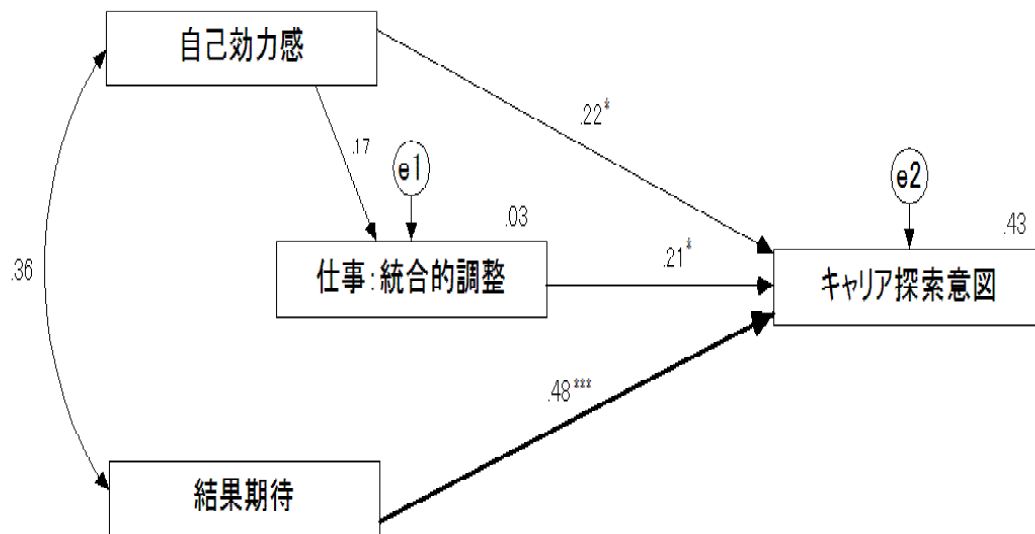 自己効力感
.22*
.17
e1
e2
.03
.43
仕事:統合的調整
.21*
キャリア探索意図
.36
.48***
結果期待